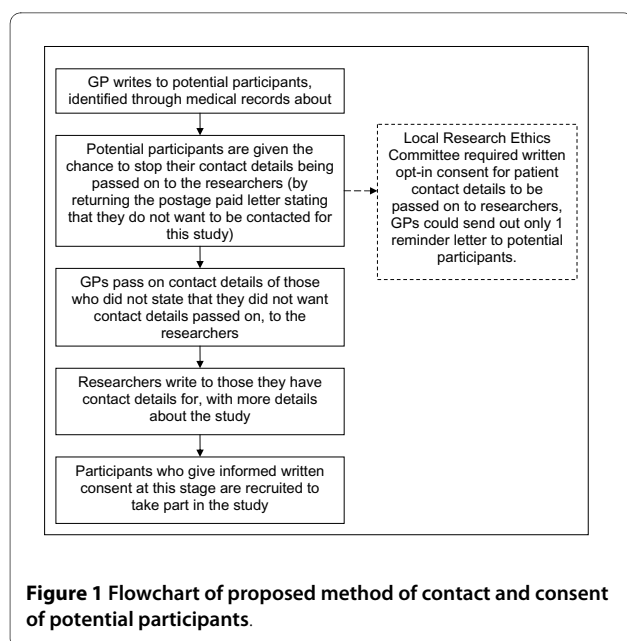 GP writes to potential participants,
identified through medical records about
Potential participants are given the
chance to stop their contact details being
passed on to the researchers (by
returning the postage paid letter stating
that they do not want to be contacted for
this study)
Local Research Ethics
Committee required written
opt-in consent for patient
contact details to be
passed on to researchers,
GPs could send out only 1
reminder letter to potential
participants.
GPs pass on contact details of those
who did not state that they did not want
contact details passed on, to the
researchers
Researchers write to those they have
contact details for, with more details
about the study
Participants who give informed written
consent at this stage are recruited to
take part in the study
Figure 1 Flowchart of proposed method of contact and consent
of potential participants.